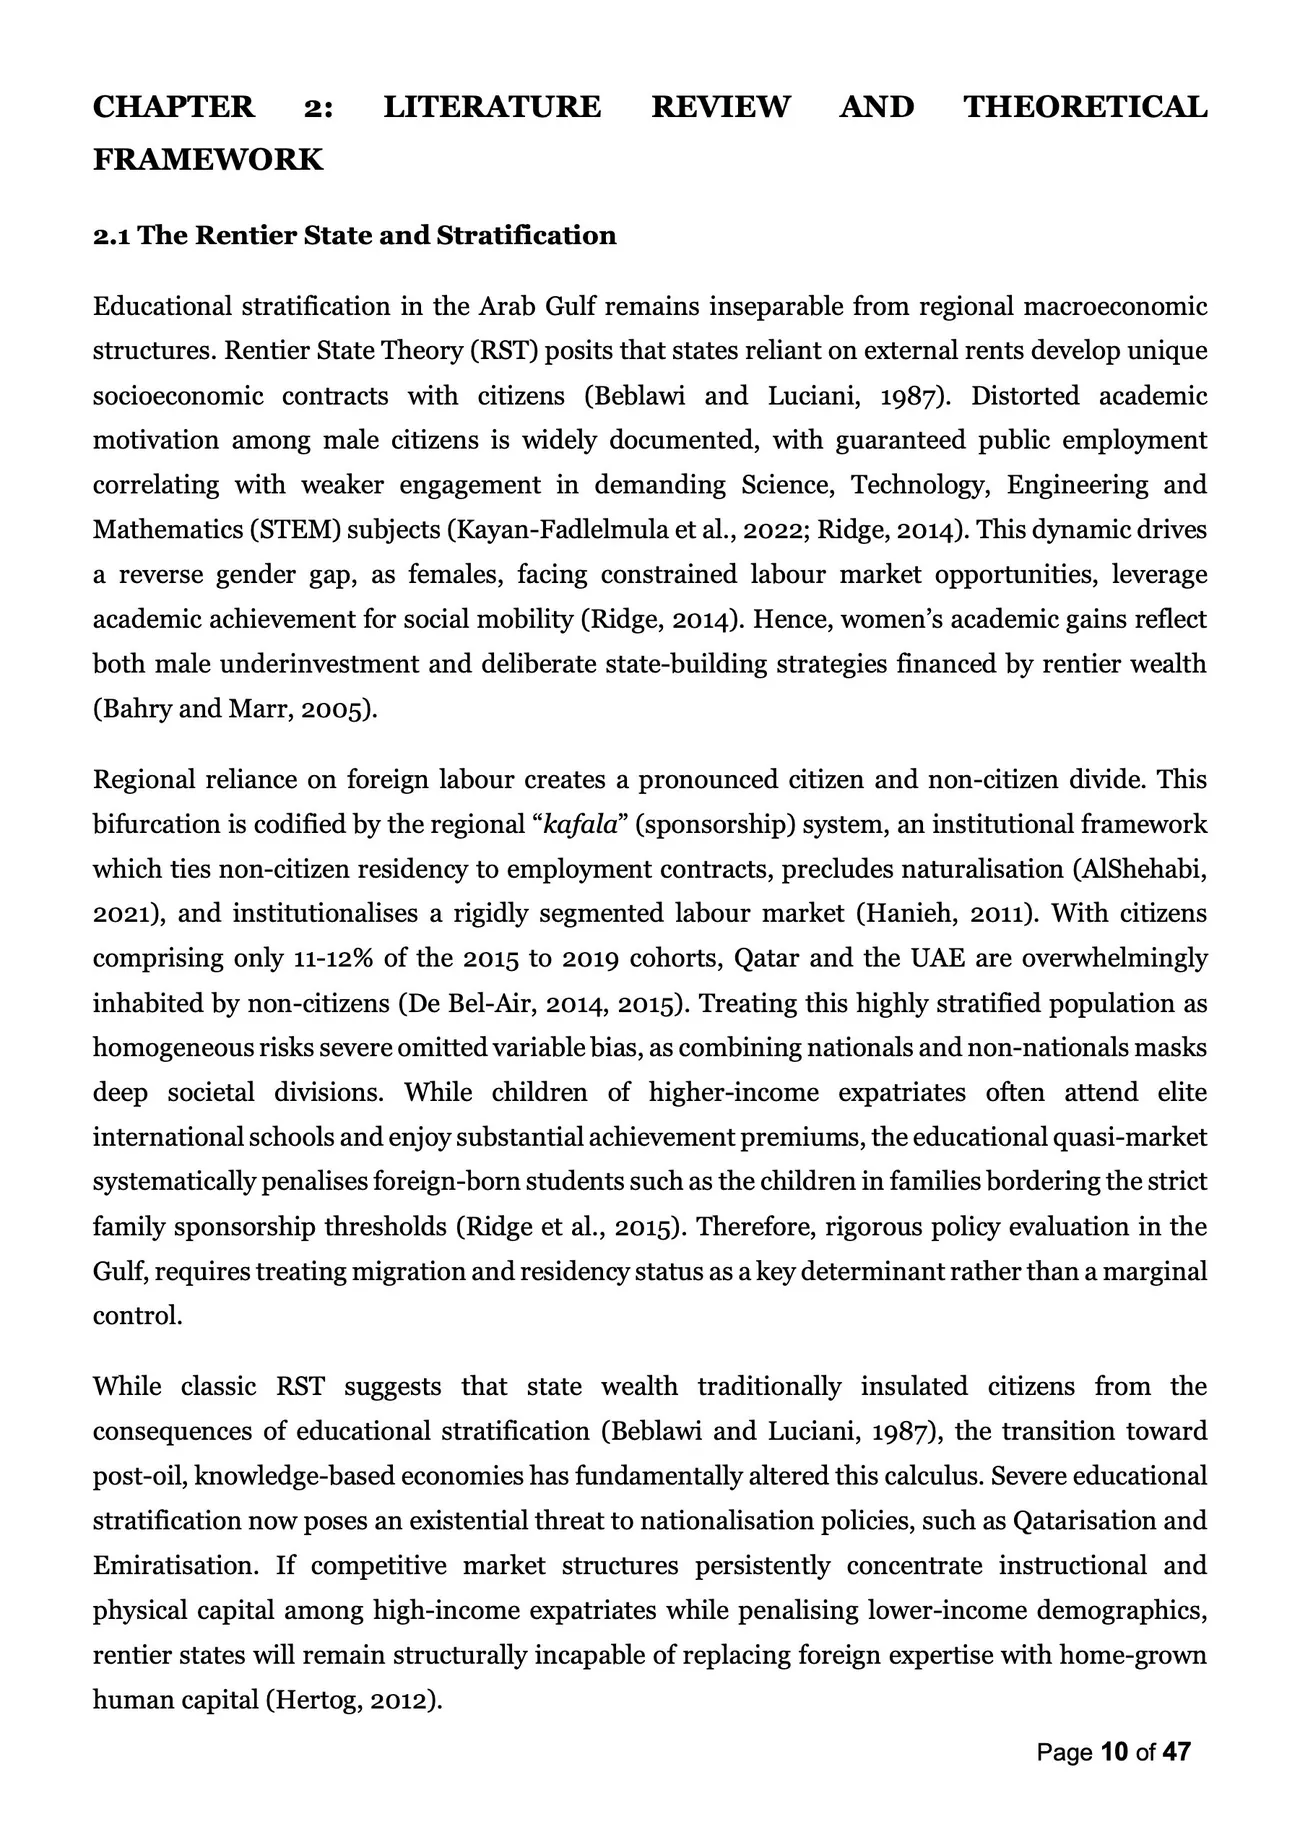 CHAPTER 2: LITERATURE REVIEW AND THEORETICAL
FRAMEWORK
2.1 The Rentier State and Stratification
Educational stratification in the Arab Gulf remains inseparable from regional macroeconomic
structures. Rentier State Theory (RST) posits that states reliant on external rents develop unique
socioeconomic contracts with citizens (Beblawi and Luciani, 1987). Distorted academic
motivation among male citizens is widely documented, with guaranteed public employment
correlating with weaker engagement in demanding Science, Technology, Engineering and
Mathematics (STEM) subjects (Kayan-Fadlelmula et al., 2022; Ridge, 2014). This dynamic drives
a reverse gender gap, as females, facing constrained labour market opportunities, leverage
academic achievement for social mobility (Ridge, 2014). Hence, women’s academic gains reflect
both male underinvestment and deliberate state-building strategies financed by rentier wealth
(Bahry and Marr, 2005).
Regional reliance on foreign labour creates a pronounced citizen and non-citizen divide. This
bifurcation is codified by the regional “kafala” (sponsorship) system, an institutional framework
which ties non-citizen residency to employment contracts, precludes naturalisation (AlShehabi,
2021), and institutionalises a rigidly segmented labour market (Hanieh, 2011). With citizens
comprising only 11-12% of the 2015 to 2019 cohorts, Qatar and the UAE are overwhelmingly
inhabited by non-citizens (De Bel-Air, 2014, 2015). Treating this highly stratified population as
homogeneous risks severe omitted variable bias, as combining nationals and non-nationals masks
deep societal divisions. While children of higher-income expatriates often attend elite
international schools and enjoy substantial achievement premiums, the educational quasi-market
systematically penalises foreign-born students such as the children in families bordering the strict
family sponsorship thresholds (Ridge et al., 2015). Therefore, rigorous policy evaluation in the
Gulf, requires treating migration and residency status as a key determinant rather than a marginal
control.
While classic RST suggests that state wealth traditionally insulated citizens from the
consequences of educational stratification (Beblawi and Luciani, 1987), the transition toward
post-oil, knowledge-based economies has fundamentally altered this calculus. Severe educational
stratification now poses an existential threat to nationalisation policies, such as Qatarisation and
Emiratisation. If competitive market structures persistently concentrate instructional and
physical capital among high-income expatriates while penalising lower-income demographics,
rentier states will remain structurally incapable of replacing foreign expertise with home-grown
human capital (Hertog, 2012).
Page 10 of 47